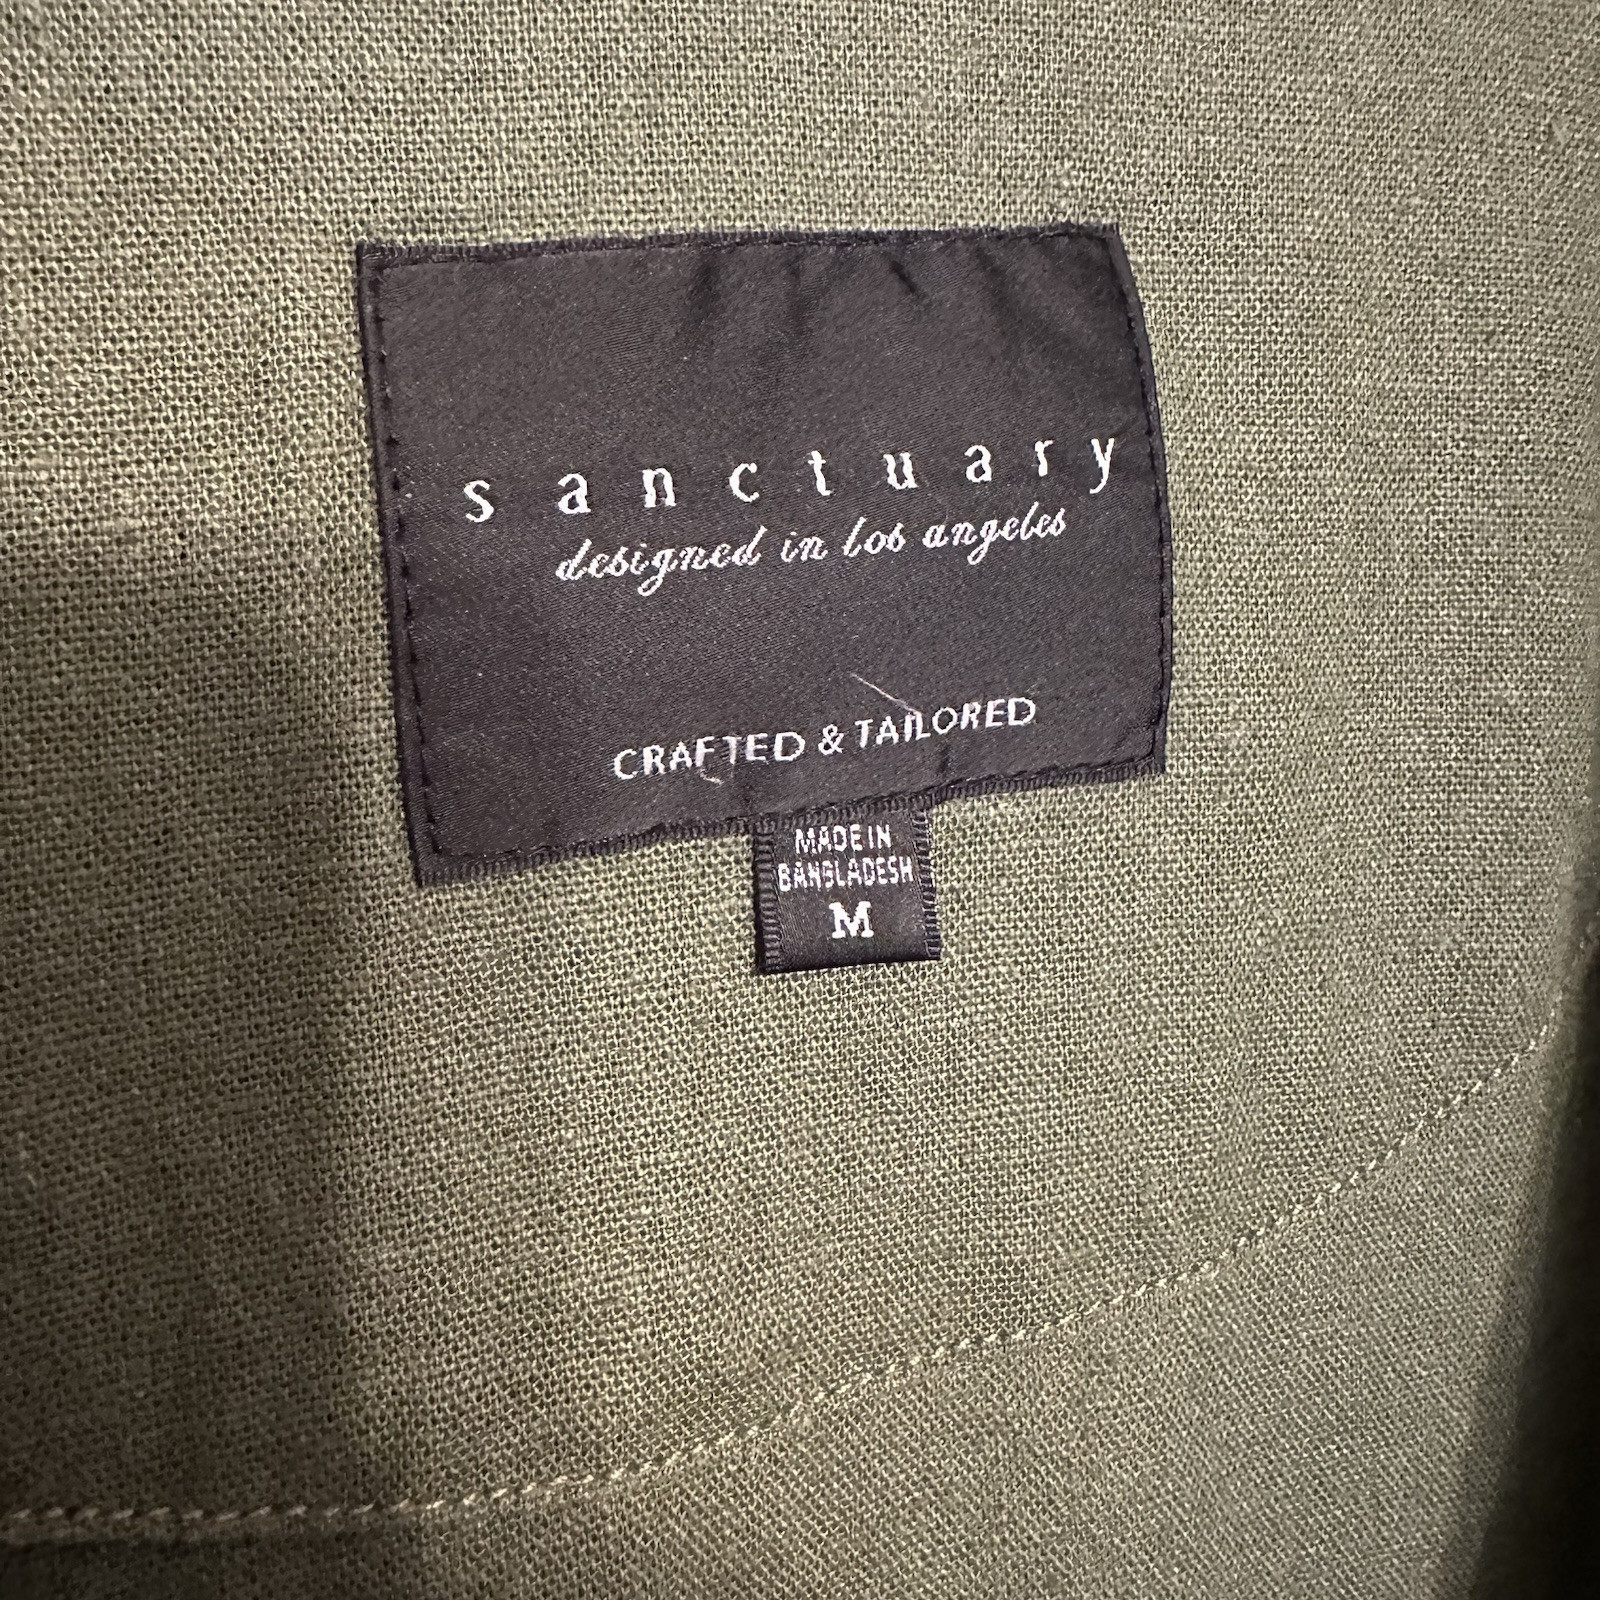 sanctuary
designed in los angeles
CRAFTED & TAILORED
MADE IN
BANGLADESH
M